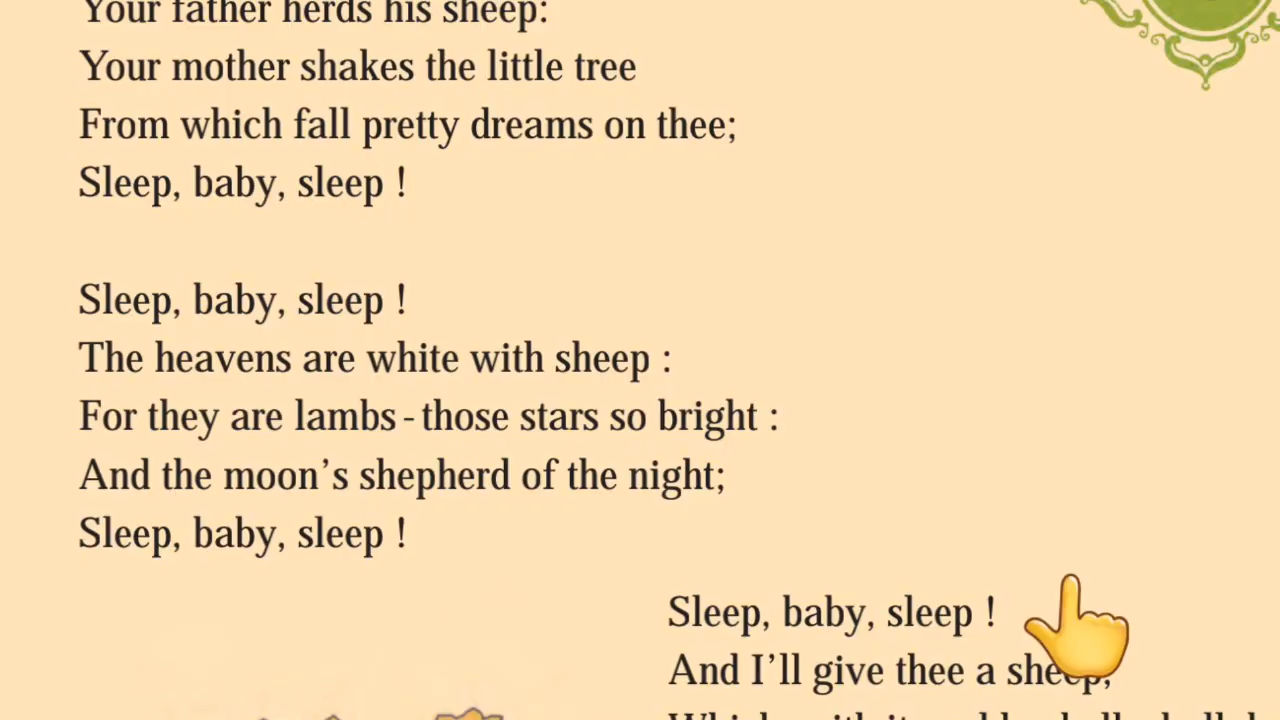 Your father herds his sheep:
Your mother shakes the little tree
From which fall pretty dreams on thee;
Sleep, baby, sleep !
Sleep, baby, sleep !
The heavens are white with sheep :
For they are lambs - those stars so bright :
And the moon’s shepherd of the night;
Sleep, baby, sleep !
Sleep, baby, sleep !
And I’ll give thee a sheep,